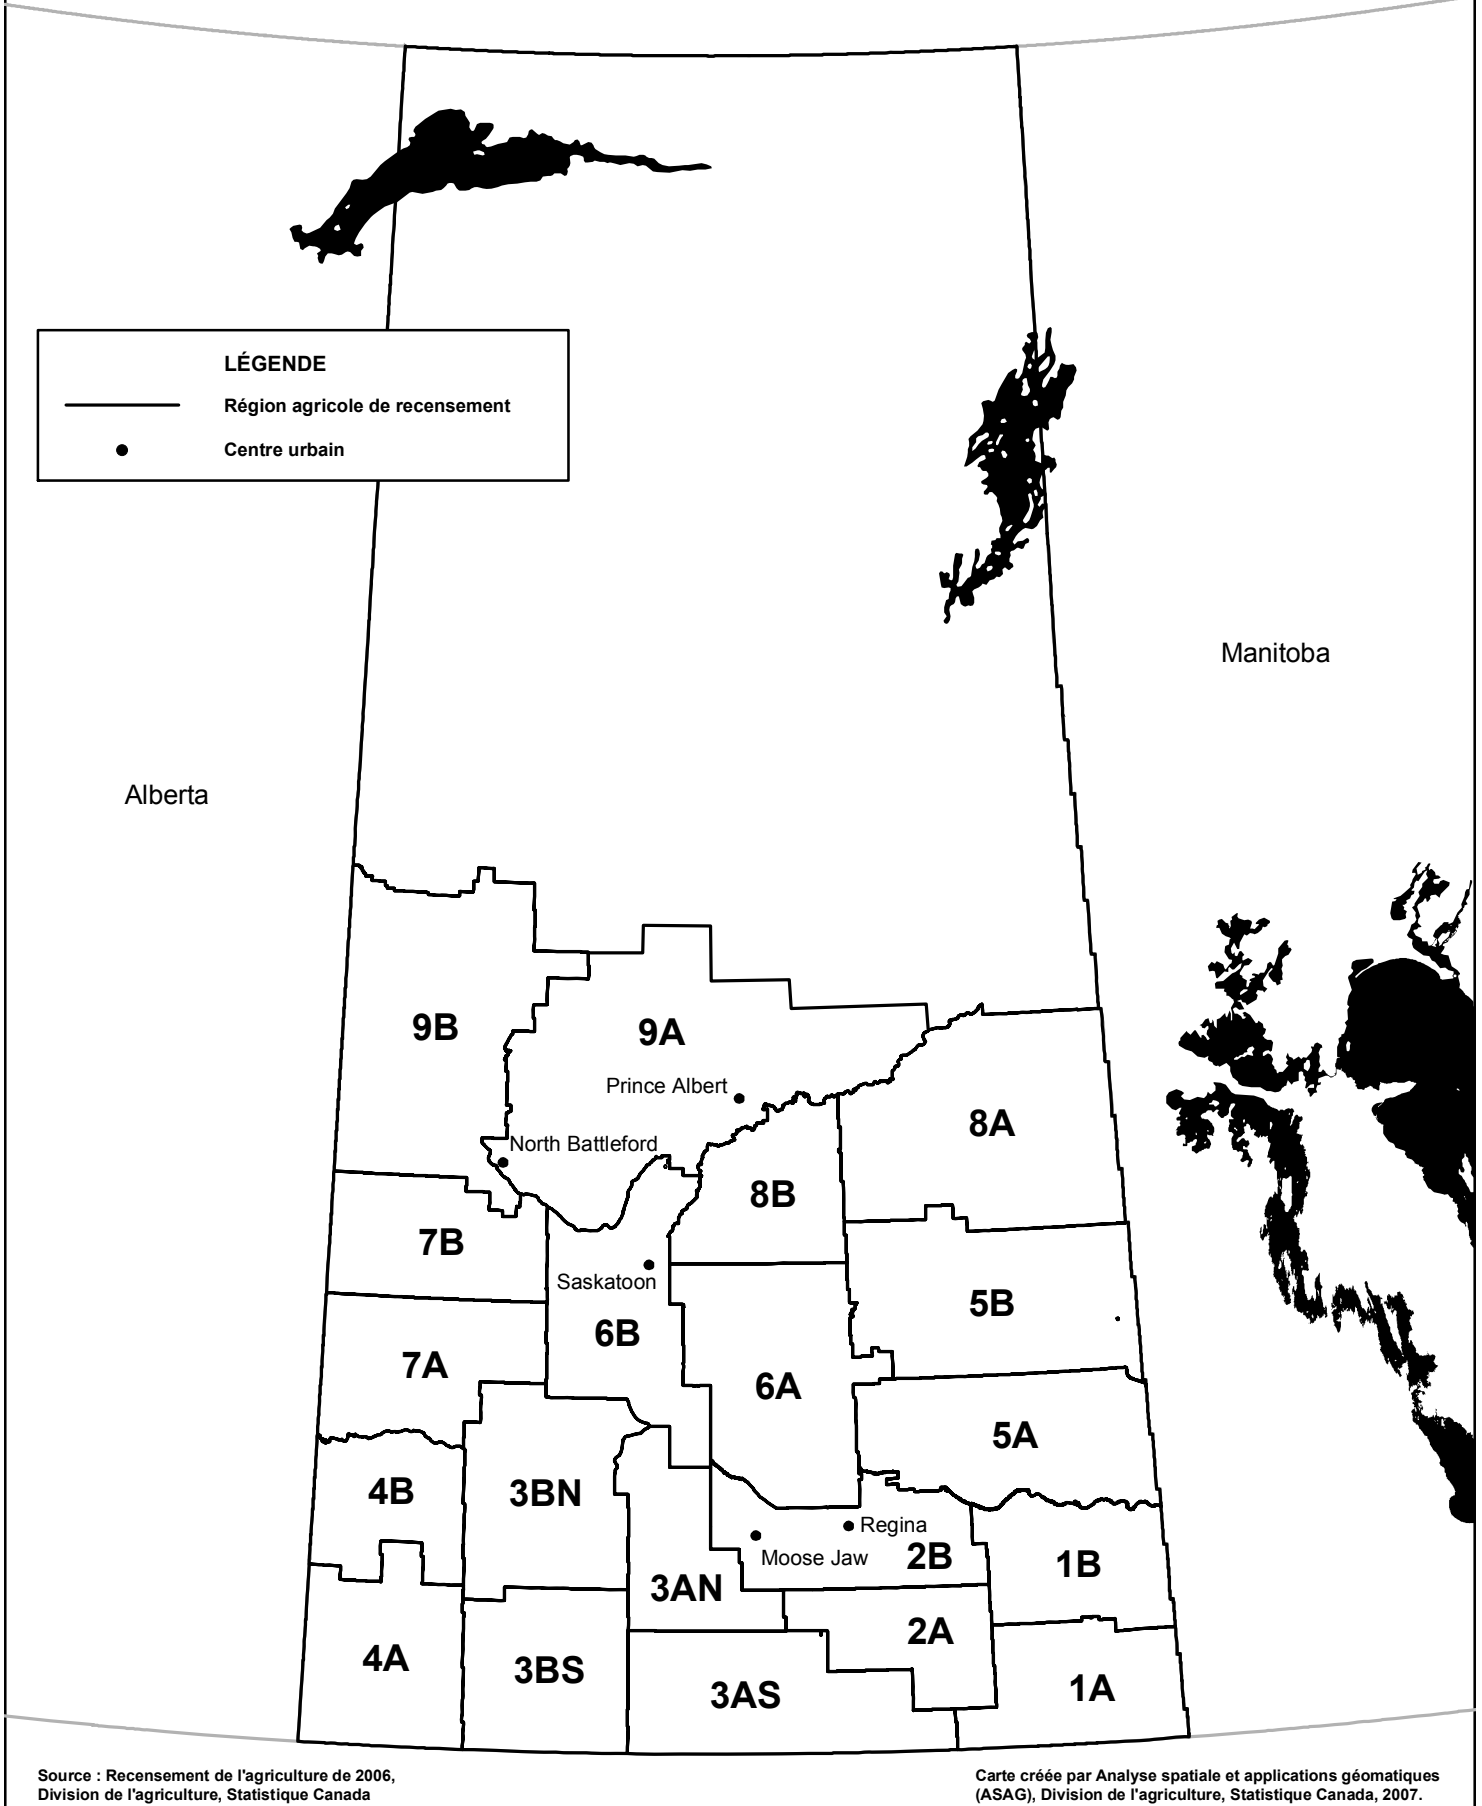 LÉGENDE
Région agricole de recensement
Centre urbain
Manitoba
Alberta
9B
9A
Prince Albert
8A
North Battleford
8B
7B
Saskatoon
5B
6B
7A
6A
5A
4B
3BN
Regina
Moose Jaw
2B
1B
3AN
2A
4A
3BS
3AS
1A
Source : Recensement de l'agriculture de 2006,
Division de l'agriculture, Statistique Canada
Carte créée par Analyse spatiale et applications géomatiques
(ASAG), Division de l'agriculture, Statistique Canada, 2007.